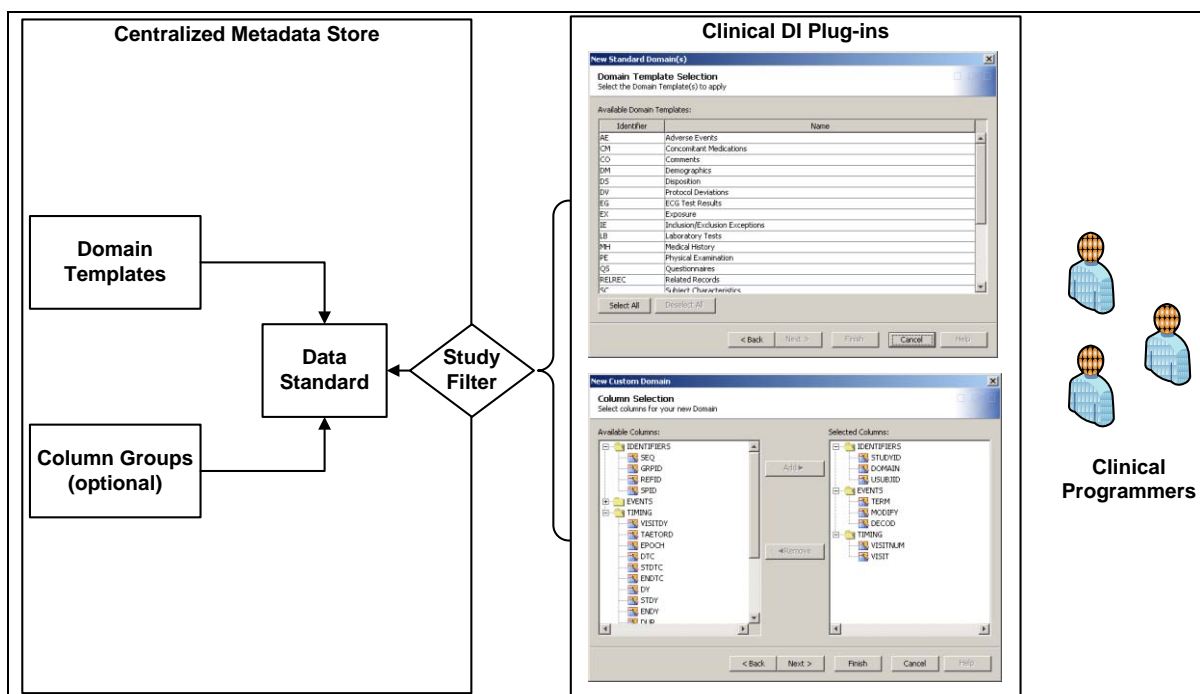 Centralized Metadata Store
Domain
Templates
Column Groups
(optional)
Data
Standard
Study
Filter
Clinical DI Plug-ins
New Standard Domain(s)
Domain Template Selection
Select the Domain Template(s) to apply
Available Domain Templates:
Identifier Name
AE Adverse Events
CM Concomitant Medications
CO Comments
DM Demographics
DS Disposition
DV Protocol Deviations
EG ECG Test Results
EX Exposure
IE Inclusion/Exclusion Exceptions
LB Laboratory Tests
MH Medical History
PE Physical Examination
QS Questionnaires
RELREC Related Records
SC Subject Characteristics
Select All Deselect All
< Back Next > Finish Cancel Help
New Custom Domain
Column Selection
Select columns for your new Domain
Available Columns:
IDENTIFIERS
SEQ
GRPID
REFID
SPID
EVENTS
TIMING
VISITDY
TAETORD
EPOCH
DTC
STDTC
ENDTC
DY
STDY
ENDY
DUR
Add
Remove
Selected Columns:
IDENTIFIERS
STUDYID
DOMAIN
USUBJID
EVENTS
TERM
MODIFY
DECOD
TIMING
VISITNUM
VISIT
< Back Next > Finish Cancel Help
Clinical
Programmers